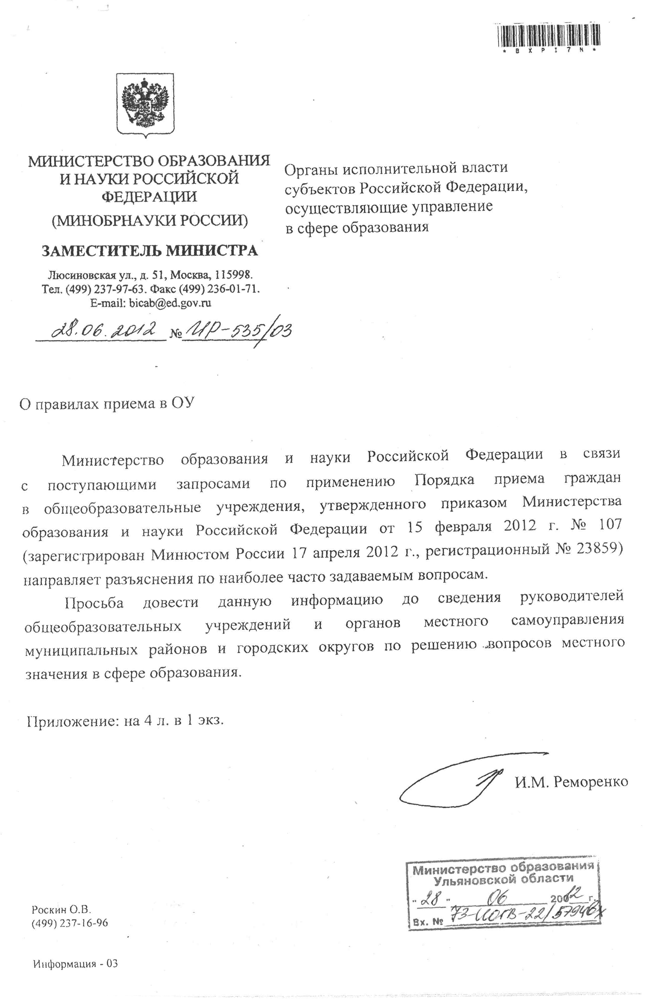 * B X P I 7 N *
МИНИСТЕРСТВО ОБРАЗОВАНИЯ
И НАУКИ РОССИЙСКОЙ
ФЕДЕРАЦИИ
(МИНОБРНАУКИ РОССИИ)
ЗАМЕСТИТЕЛЬ МИНИСТРА
Люсиновская ул., д. 51, Москва, 115998.
Тел. (499) 237-97-63. Факс (499) 236-01-71.
E-mail: bicab@ed.gov.ru
28.06.2012 № ИР-535/03
Органы исполнительной власти
субъектов Российской Федерации,
осуществляющие управление
в сфере образования
О правилах приема в ОУ
Министерство образования и науки Российской Федерации в связи
с поступающими запросами по применению Порядка приема граждан
в общеобразовательные учреждения, утвержденного приказом Министерства
образования и науки Российской Федерации от 15 февраля 2012 г. № 107
(зарегистрирован Минюстом России 17 апреля 2012 г., регистрационный № 23859)
направляет разъяснения по наиболее часто задаваемым вопросам.
Просьба довести данную информацию до сведения руководителей
общеобразовательных учреждений и органов местного самоуправления
муниципальных районов и городских округов по решению вопросов местного
значения в сфере образования.
Приложение: на 4 л. в 1 экз.
И.М. Реморенко
Министерство образования
Ульяновской области
"28" 06 2012 г.
Вх. № 73-ИОГВ-22/5794вх
Роскин О.В.
(499) 237-16-96
Информация - 03